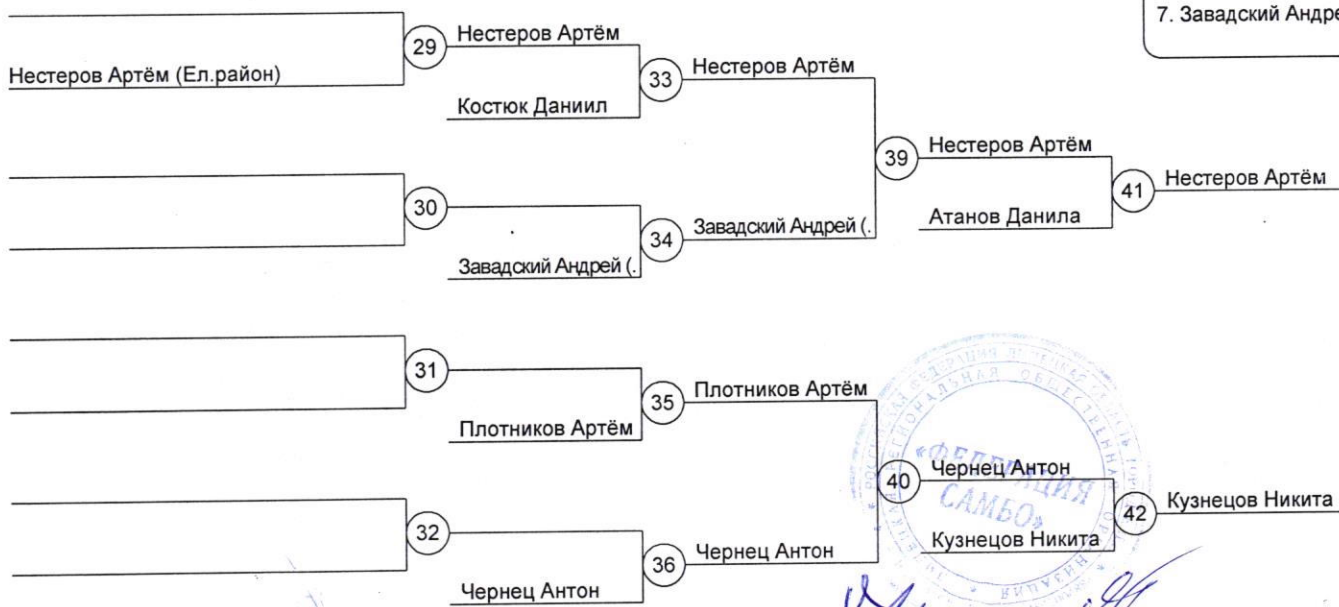 7. Завадский Андре
29
Нестеров Артём
Нестеров Артём (Ел.район)
33
Нестеров Артём
Костюк Даниил
39
Нестеров Артём
30
41
Нестеров Артём
Атанов Данила
34
Завадский Андрей (.
Завадский Андрей (.
31
35
Плотников Артём
Плотников Артём
40
Чернец Антон
«ФЕДЕРАЦИЯ
САМБО»
42
Кузнецов Никита
Кузнецов Никита
32
36
Чернец Антон
Чернец Антон